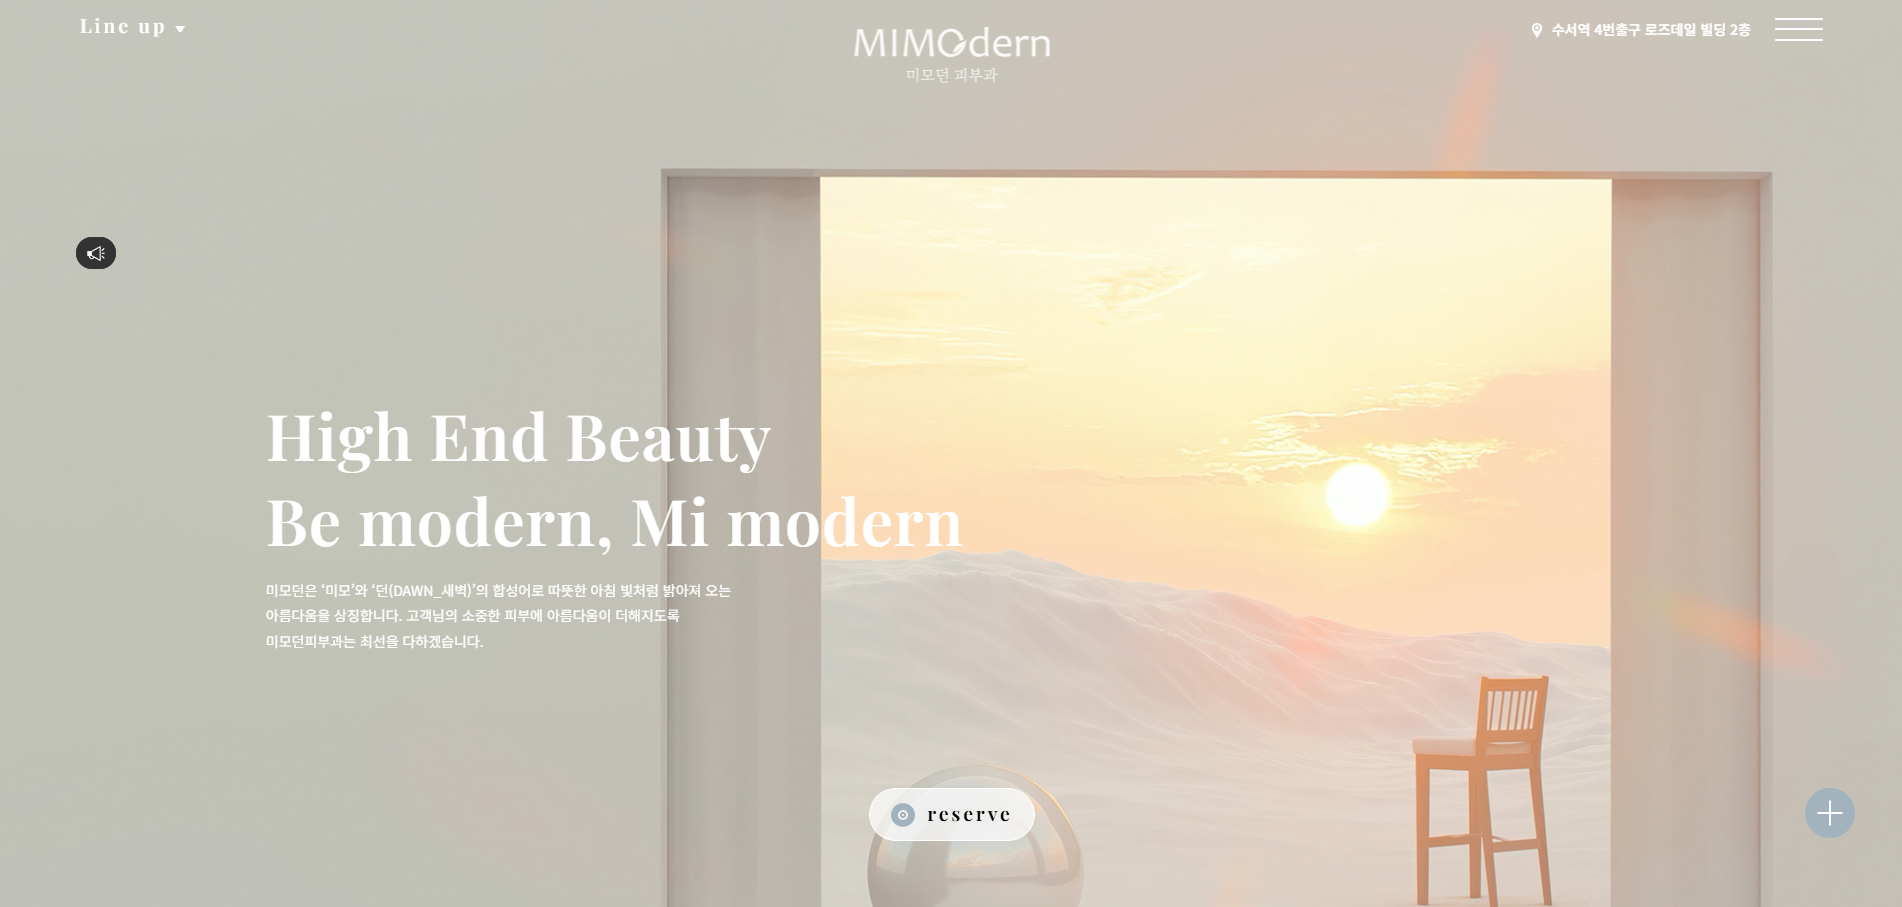 Line up
MIMOdern
미모던 피부과
수서역 4번출구 로즈데일 빌딩 2층
High End Beauty
Be modern, Mi modern
미모던은 ‘미모’와 ‘던(DAWN_새벽)’의 합성어로 따뜻한 아침 빛처럼 밝아져 오는
아름다움을 상징합니다. 고객님의 소중한 피부에 아름다움이 더해지도록
미모던피부과는 최선을 다하겠습니다.
reserve